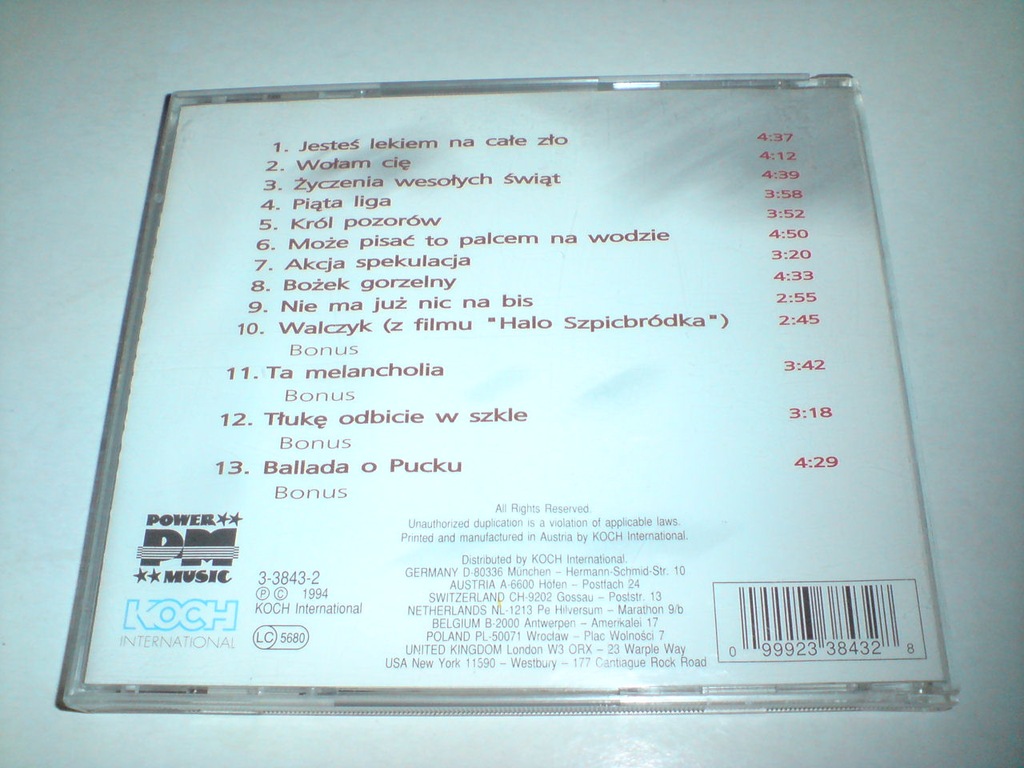 1. Jesteś lekiem na całe zło 4:37
2. Wołam cię 4:12
3. Życzenia wesołych świąt 4:39
4. Piąta liga 3:58
5. Król pozorów 3:52
6. Może pisać to palcem na wodzie 4:50
7. Akcja spekulacja 3:20
8. Bożek gorzelny 4:33
9. Nie ma już nic na bis 2:55
10. Walczyk (z filmu "Halo Szpicbródka") 2:45
Bonus
11. Ta melancholia 3:42
Bonus
12. Tłukę odbicie w szkle 3:18
Bonus
13. Ballada o Pucku 4:29
Bonus
POWER
PM
MUSIC
KOCH
INTERNATIONAL
3-3843-2
Ⓟ © 1994
KOCH International
LC 5680
All Rights Reserved.
Unauthorized duplication is a violation of applicable laws.
Printed and manufactured in Austria by KOCH International.
Distributed by KOCH International.
GERMANY D-80336 München – Hermann-Schmid-Str. 10
AUSTRIA A-6600 Höfen – Postfach 24
SWITZERLAND CH-9202 Gossau – Poststr. 13
NETHERLANDS NL-1213 Pe Hilversum – Marathon 9/b
BELGIUM B-2000 Antwerpen – Amerikalei 17
POLAND PL-50071 Wrocław – Plac Wolności 7
UNITED KINGDOM London W3 ORX – 23 Warple Way
USA New York 11590 – Westbury – 177 Cantiague Rock Road
0 99923 38432 8